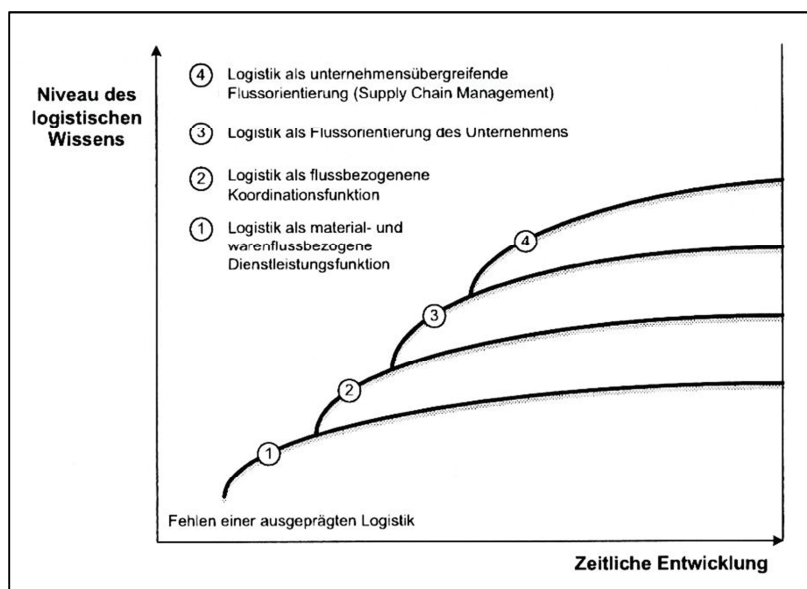 Niveau des
logistischen
Wissens
4 Logistik als unternehmensübergreifende
Flussorientierung (Supply Chain Management)
3 Logistik als Flussorientierung des Unternehmens
2 Logistik als flussbezogenene
Koordinationsfunktion
1 Logistik als material- und
warenflussbezogene
Dienstleistungsfunktion
4
3
2
1
Fehlen einer ausgeprägten Logistik
Zeitliche Entwicklung